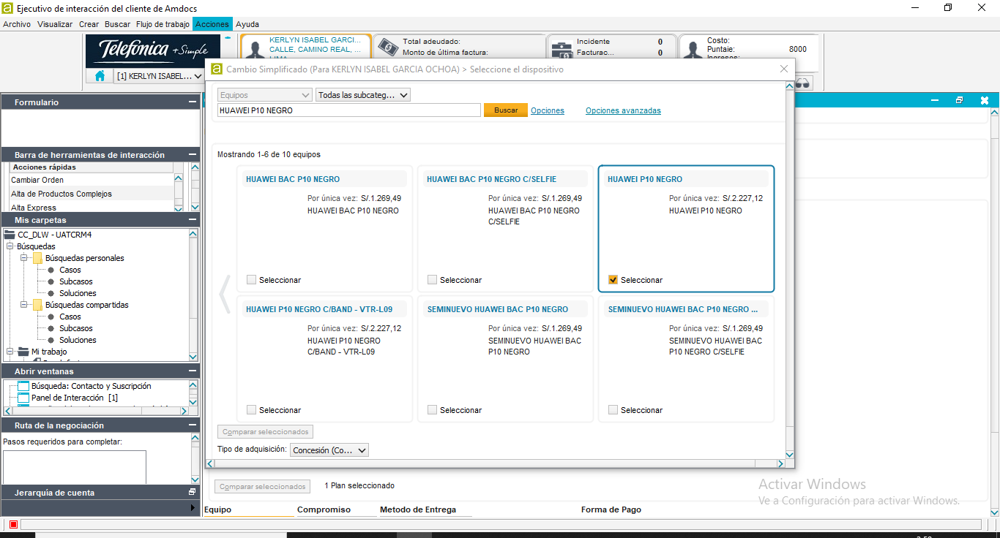 Ejecutivo de interacción del cliente de Amdocs
Archivo Visualizar Crear Buscar Flujo de trabajo Acciones Ayuda
Telefónica +Simple
[1] KERLYN ISABEL...
KERLYN ISABEL GARCI...
CALLE, CAMINO REAL, ...
LIMA
Total adeudado:
Monto de última factura:
Incidente 0
Facturac... 0
Costo:
Puntaie: 8000
Ingresos:
Cambio Simplificado (Para KERLYN ISABEL GARCIA OCHOA) > Seleccione el dispositivo
Equipos
Todas las subcateg...
HUAWEI P10 NEGRO
Buscar
Opciones
Opciones avanzadas
Mostrando 1-6 de 10 equipos
HUAWEI BAC P10 NEGRO
Por única vez: S/.1.269,49
HUAWEI BAC P10 NEGRO
Seleccionar
HUAWEI BAC P10 NEGRO C/SELFIE
Por única vez: S/.1.269,49
HUAWEI BAC P10 NEGRO
C/SELFIE
Seleccionar
HUAWEI P10 NEGRO
Por única vez: S/.2.227,12
HUAWEI P10 NEGRO
Seleccionar
HUAWEI P10 NEGRO C/BAND - VTR-L09
Por única vez: S/.2.227,12
HUAWEI P10 NEGRO
C/BAND - VTR-L09
Seleccionar
SEMINUEVO HUAWEI BAC P10 NEGRO
Por única vez: S/.1.269,49
SEMINUEVO HUAWEI BAC
P10 NEGRO
Seleccionar
SEMINUEVO HUAWEI BAC P10 NEGRO ...
Por única vez: S/.1.269,49
SEMINUEVO HUAWEI BAC
P10 NEGRO C/SELFIE
Seleccionar
Comparar seleccionados
Tipo de adquisición: Concesión (Co...
Formulario
Barra de herramientas de interacción
Acciones rápidas
Cambiar Orden
Alta de Productos Complejos
Alta Express
Mis carpetas
CC_DLW - UATCRM4
Búsquedas
Búsquedas personales
Casos
Subcasos
Soluciones
Búsquedas compartidas
Casos
Subcasos
Soluciones
Mi trabajo
Abrir ventanas
Búsqueda: Contacto y Suscripción
Panel de Interacción [1]
Ruta de la negociación
Pasos requeridos para completar:
Jerarquía de cuenta
Comparar seleccionados
1 Plan seleccionado
Equipo Compromiso Metodo de Entrega Forma de Pago
Activar Windows
Ve a Configuración para activar Windows.